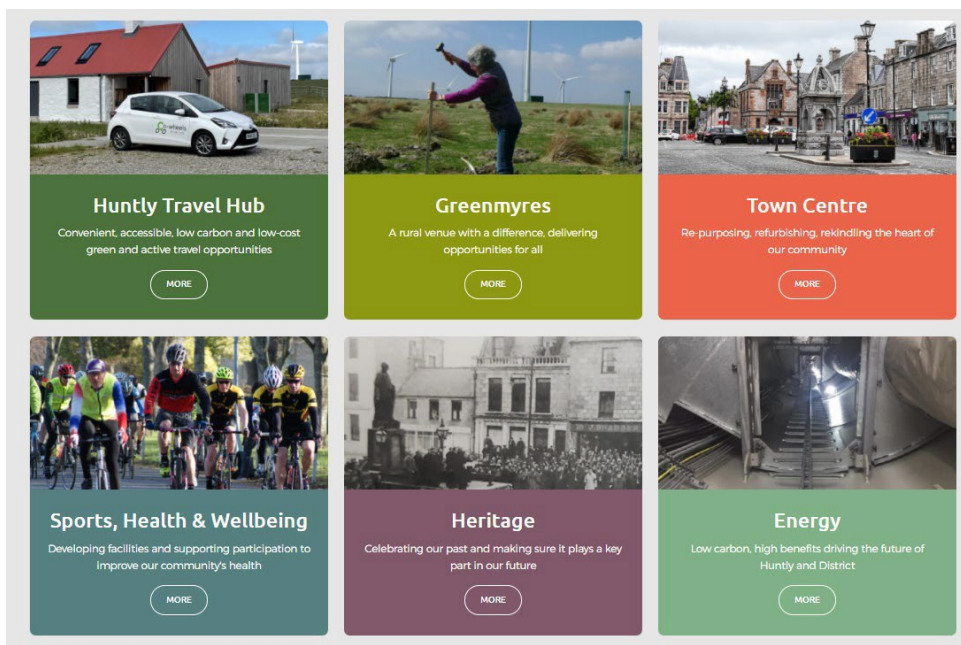 wheels
Huntly Travel Hub
Convenient, accessible, low carbon and low-cost
green and active travel opportunities
MORE
Greenmyres
A rural venue with a difference, delivering
opportunities for all
MORE
Town Centre
Re-purposing, refurbishing, rekindling the heart of
our community
MORE
Sports, Health & Wellbeing
Developing facilities and supporting participation to
improve our community's health
MORE
Heritage
Celebrating our past and making sure it plays a key
part in our future
MORE
Energy
Low carbon, high benefits driving the future of
Huntly and District
MORE